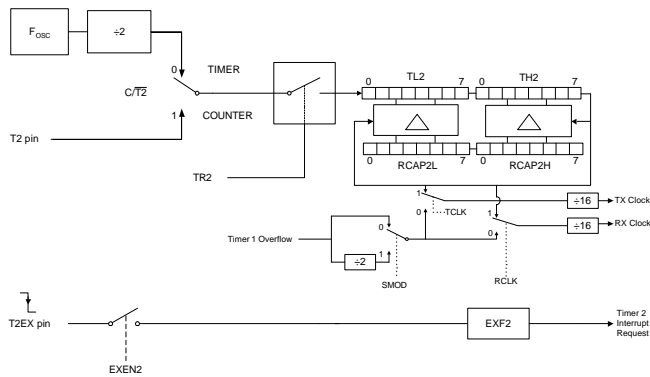 FOSC
÷2
0
TIMER
C/T2
1
COUNTER
T2 pin
TR2
0 TL2 7
0 TH2 7
0 RCAP2L 7
0 RCAP2H 7
1
TCLK
0
÷16
TX Clock
1
0
÷16
RX Clock
Timer 1 Overflow
0
÷2
1
SMOD
RCLK
T2EX pin
EXEN2
EXF2
Timer 2
Interrupt
Request